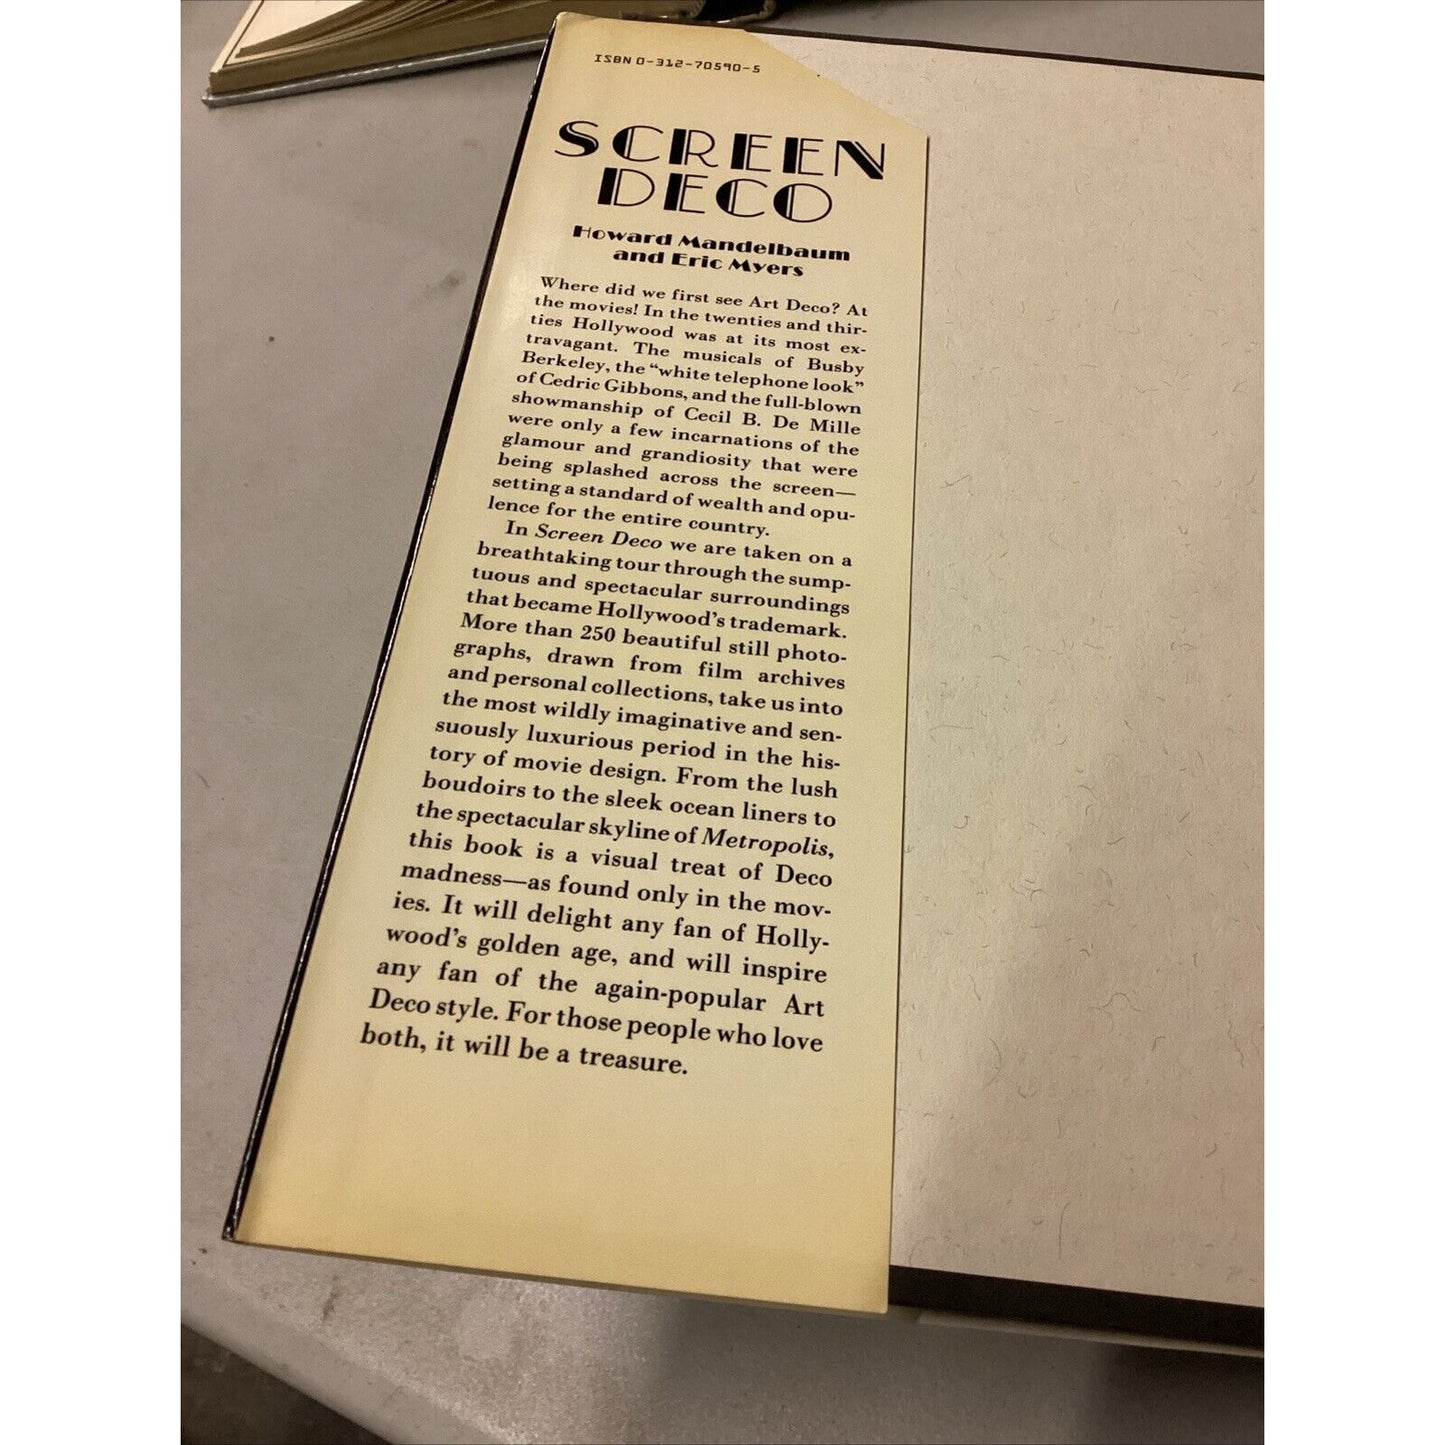 ISBN 0-312-70590-5
SCREEN
DECO
Howard Mandelbaum
and Eric Myers
Where did we first see Art Deco? At
the movies! In the twenties and thir-
ties Hollywood was at its most ex-
travagant. The musicals of Busby
Berkeley, the “white telephone look”
of Cedric Gibbons, and the full-blown
showmanship of Cecil B. De Mille
were only a few incarnations of the
glamour and grandiosity that were
being splashed across the screen—
setting a standard of wealth and opu-
lence for the entire country.
In Screen Deco we are taken on a
breathtaking tour through the sump-
tuous and spectacular surroundings
that became Hollywood’s trademark.
More than 250 beautiful still photo-
graphs, drawn from film archives
and personal collections, take us into
the most wildly imaginative and sen-
suously luxurious period in the his-
tory of movie design. From the lush
boudoirs to the sleek ocean liners to
the spectacular skyline of Metropolis,
this book is a visual treat of Deco
madness—as found only in the mov-
ies. It will delight any fan of Holly-
wood’s golden age, and will inspire
any fan of the again-popular Art
Deco style. For those people who love
both, it will be a treasure.